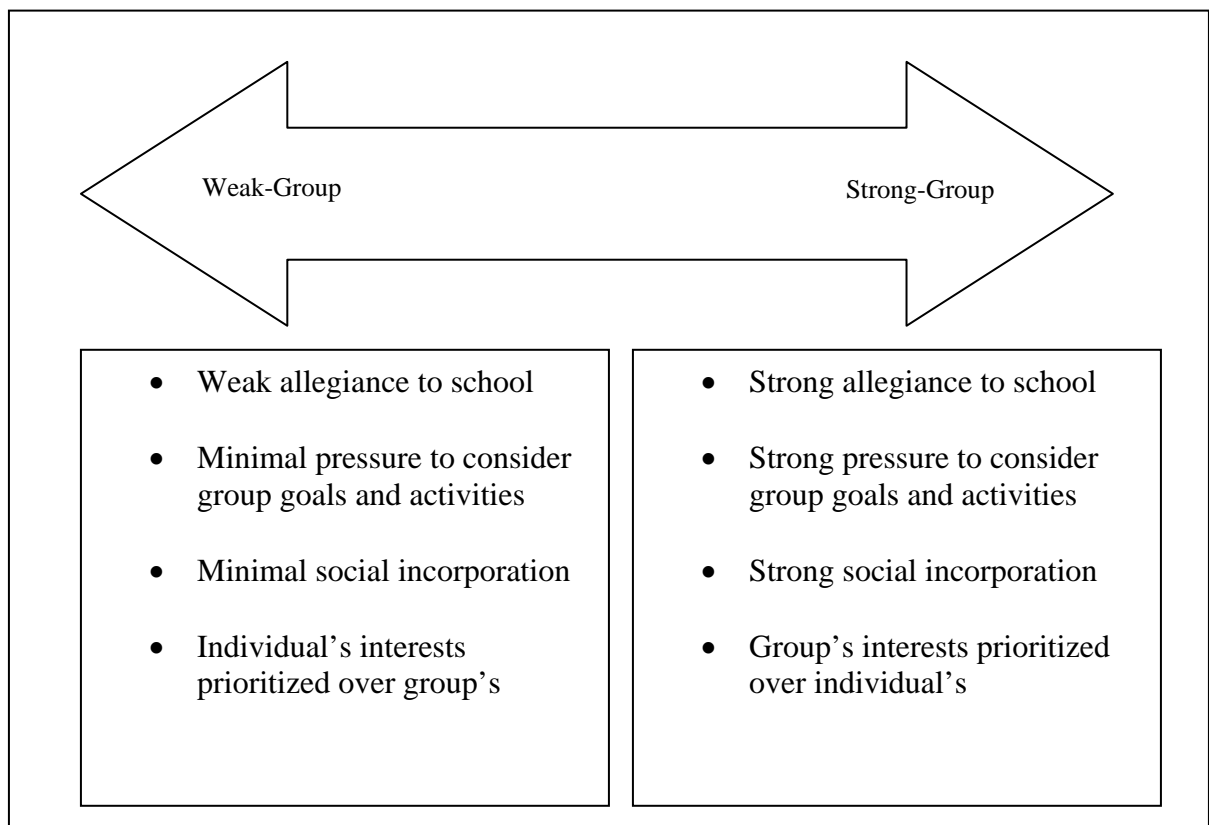 Weak-Group
Strong-Group
• Weak allegiance to school
• Minimal pressure to consider
group goals and activities
• Minimal social incorporation
• Individual’s interests
prioritized over group’s
• Strong allegiance to school
• Strong pressure to consider
group goals and activities
• Strong social incorporation
• Group’s interests prioritized
over individual’s